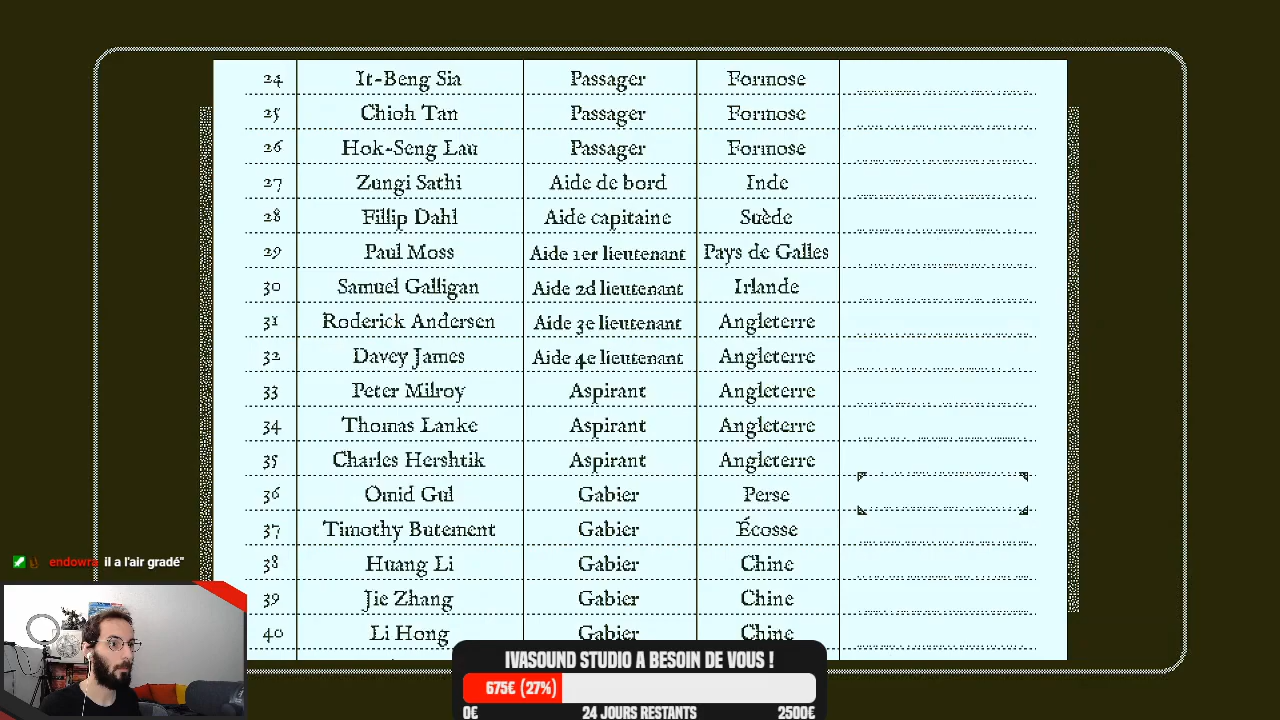 24 It-Beng Sia Passager Formose
25 Chioh Tan Passager Formose
26 Hok-Seng Lau Passager Formose
27 Zungi Sathi Aide de bord Inde
28 Fillip Dahl Aide capitaine Suède
29 Paul Moss Aide 1er lieutenant Pays de Galles
30 Samuel Galligan Aide 2d lieutenant Irlande
31 Roderick Andersen Aide 3e lieutenant Angleterre
32 Davey James Aide 4e lieutenant Angleterre
33 Peter Milroy Aspirant Angleterre
34 Thomas Lanke Aspirant Angleterre
35 Charles Hershtik Aspirant Angleterre
36 Omid Gul Gabier Perse
37 Timothy Butement Gabier Écosse
38 Huang Li Gabier Chine
39 Jie Zhang Gabier Chine
40 Li Hong Gabier Chine
endowra il a l'air gradé"
IVASOUND STUDIO A BESOIN DE VOUS !
675€ (27%)
0€ 24 JOURS RESTANTS 2500€